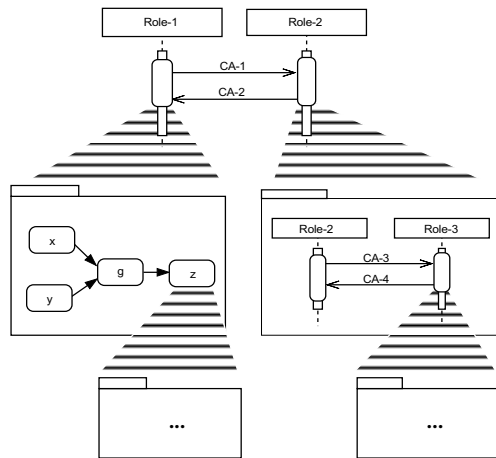 Role-1
Role-2
CA-1
CA-2
x
y
g
z
Role-2
Role-3
CA-3
CA-4
...
...